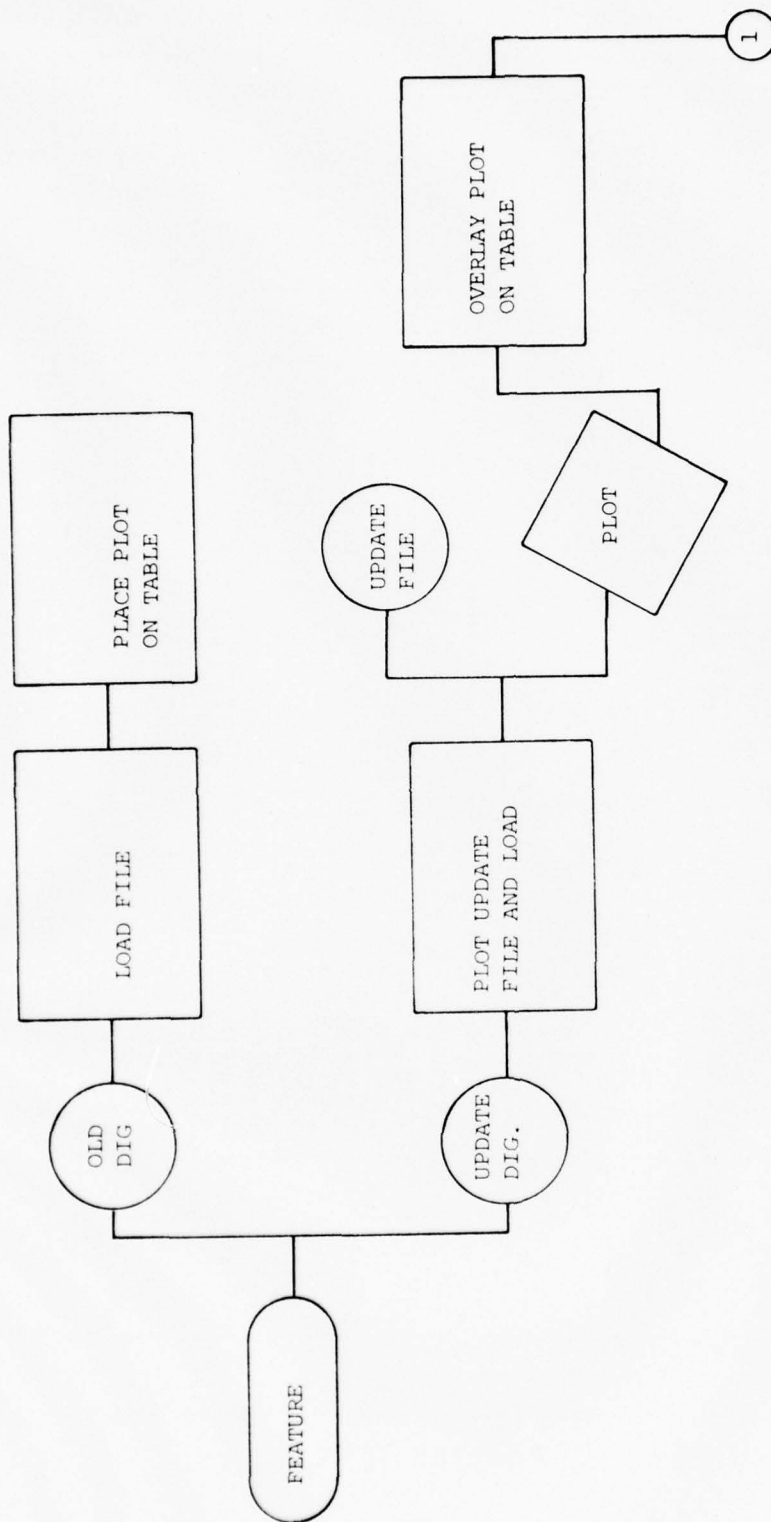 FEATURE
OLD
DIG
LOAD FILE
PLACE PLOT
ON TABLE
UPDATE
DIG.
PLOT UPDATE
FILE AND LOAD
UPDATE
FILE
PLOT
OVERLAY PLOT
ON TABLE
1